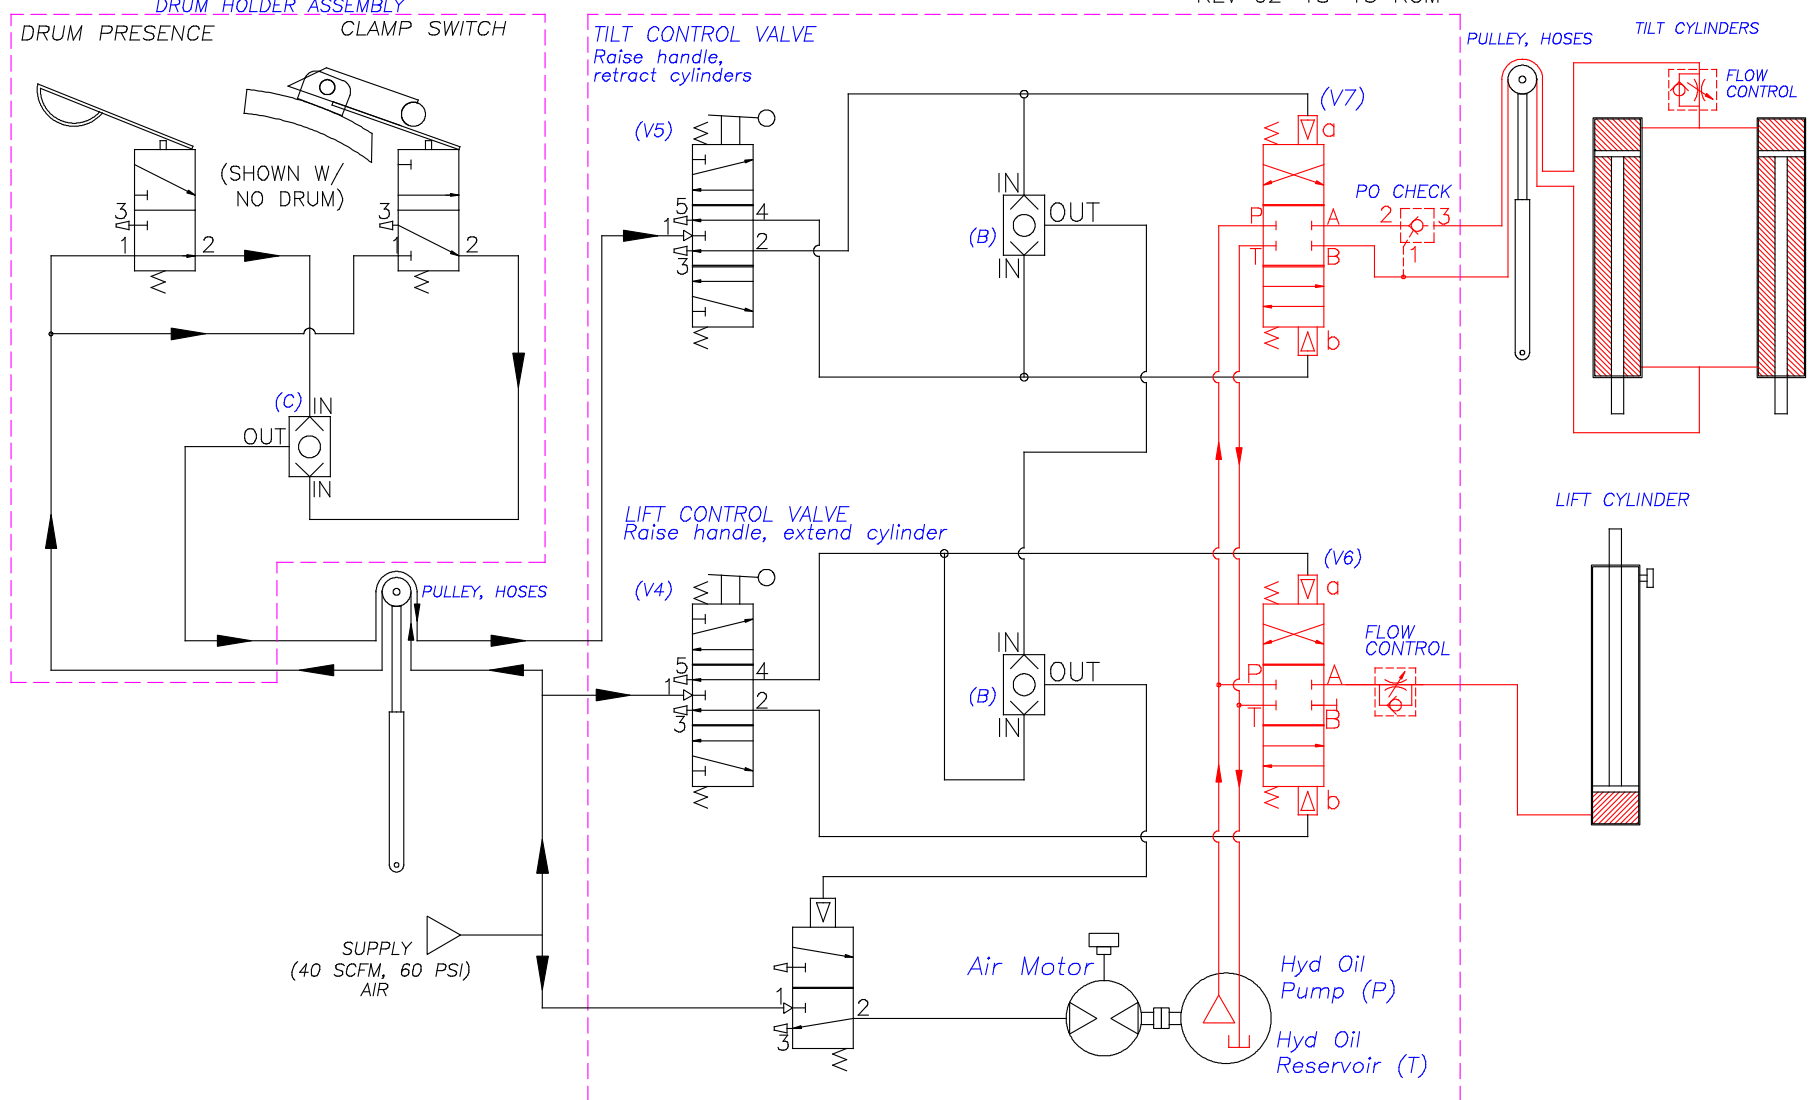 DRUM HOLDER ASSEMBLY
DRUM PRESENCE
CLAMP SWITCH
(SHOWN W/
NO DRUM)
3
1
2
3
1
2
(C)
IN
OUT
IN
PULLEY, HOSES
SUPPLY
(40 SCFM, 60 PSI)
AIR
TILT CONTROL VALVE
Raise handle,
retract cylinders
(V5)
5
4
1
2
3
IN
OUT
(B)
IN
(V7)
a
P
A
T
B
b
PO CHECK
2
3
1
PULLEY, HOSES
TILT CYLINDERS
FLOW
CONTROL
LIFT CONTROL VALVE
Raise handle, extend cylinder
(V4)
5
4
1
2
3
IN
OUT
(B)
IN
(V6)
a
P
A
T
B
b
FLOW
CONTROL
LIFT CYLINDER
1
2
3
Air Motor
Hyd Oil
Pump (P)
Hyd Oil
Reservoir (T)